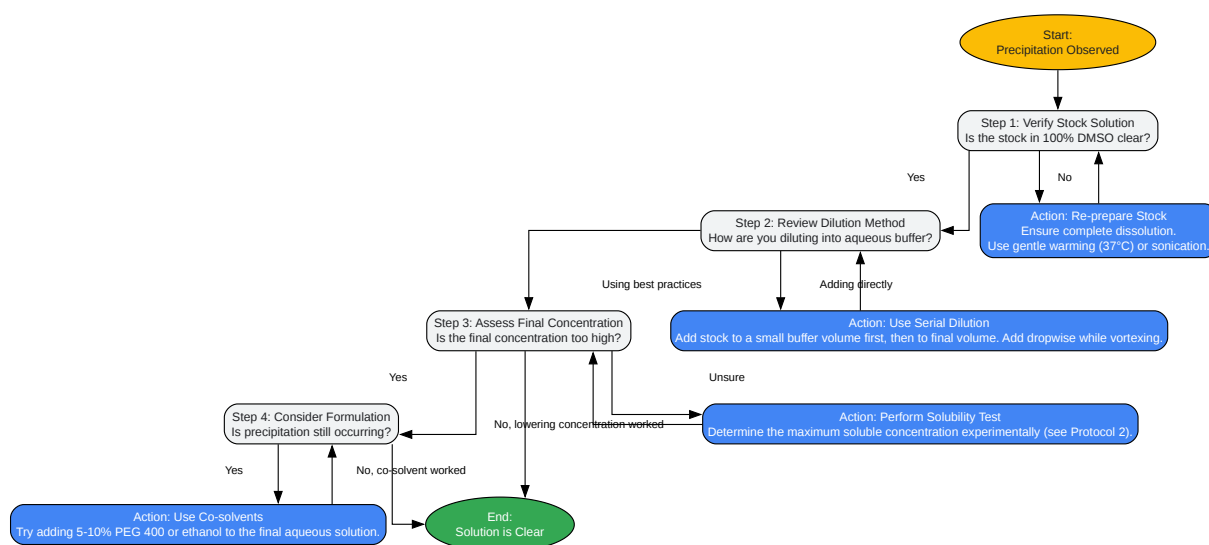 Start:
Precipitation Observed
Step 1: Verify Stock Solution
Is the stock in 100% DMSO clear?
Yes
No
Action: Re-prepare Stock
Ensure complete dissolution.
Use gentle warming (37°C) or sonication.
Step 2: Review Dilution Method
How are you diluting into aqueous buffer?
Using best practices
Adding directly
Action: Use Serial Dilution
Add stock to a small buffer volume first, then to final volume. Add dropwise while vortexing.
Step 3: Assess Final Concentration
Is the final concentration too high?
Yes
Unsure
No, lowering concentration worked
Action: Perform Solubility Test
Determine the maximum soluble concentration experimentally (see Protocol 2).
Step 4: Consider Formulation
Is precipitation still occurring?
Yes
No, co-solvent worked
Action: Use Co-solvents
Try adding 5-10% PEG 400 or ethanol to the final aqueous solution.
End:
Solution is Clear